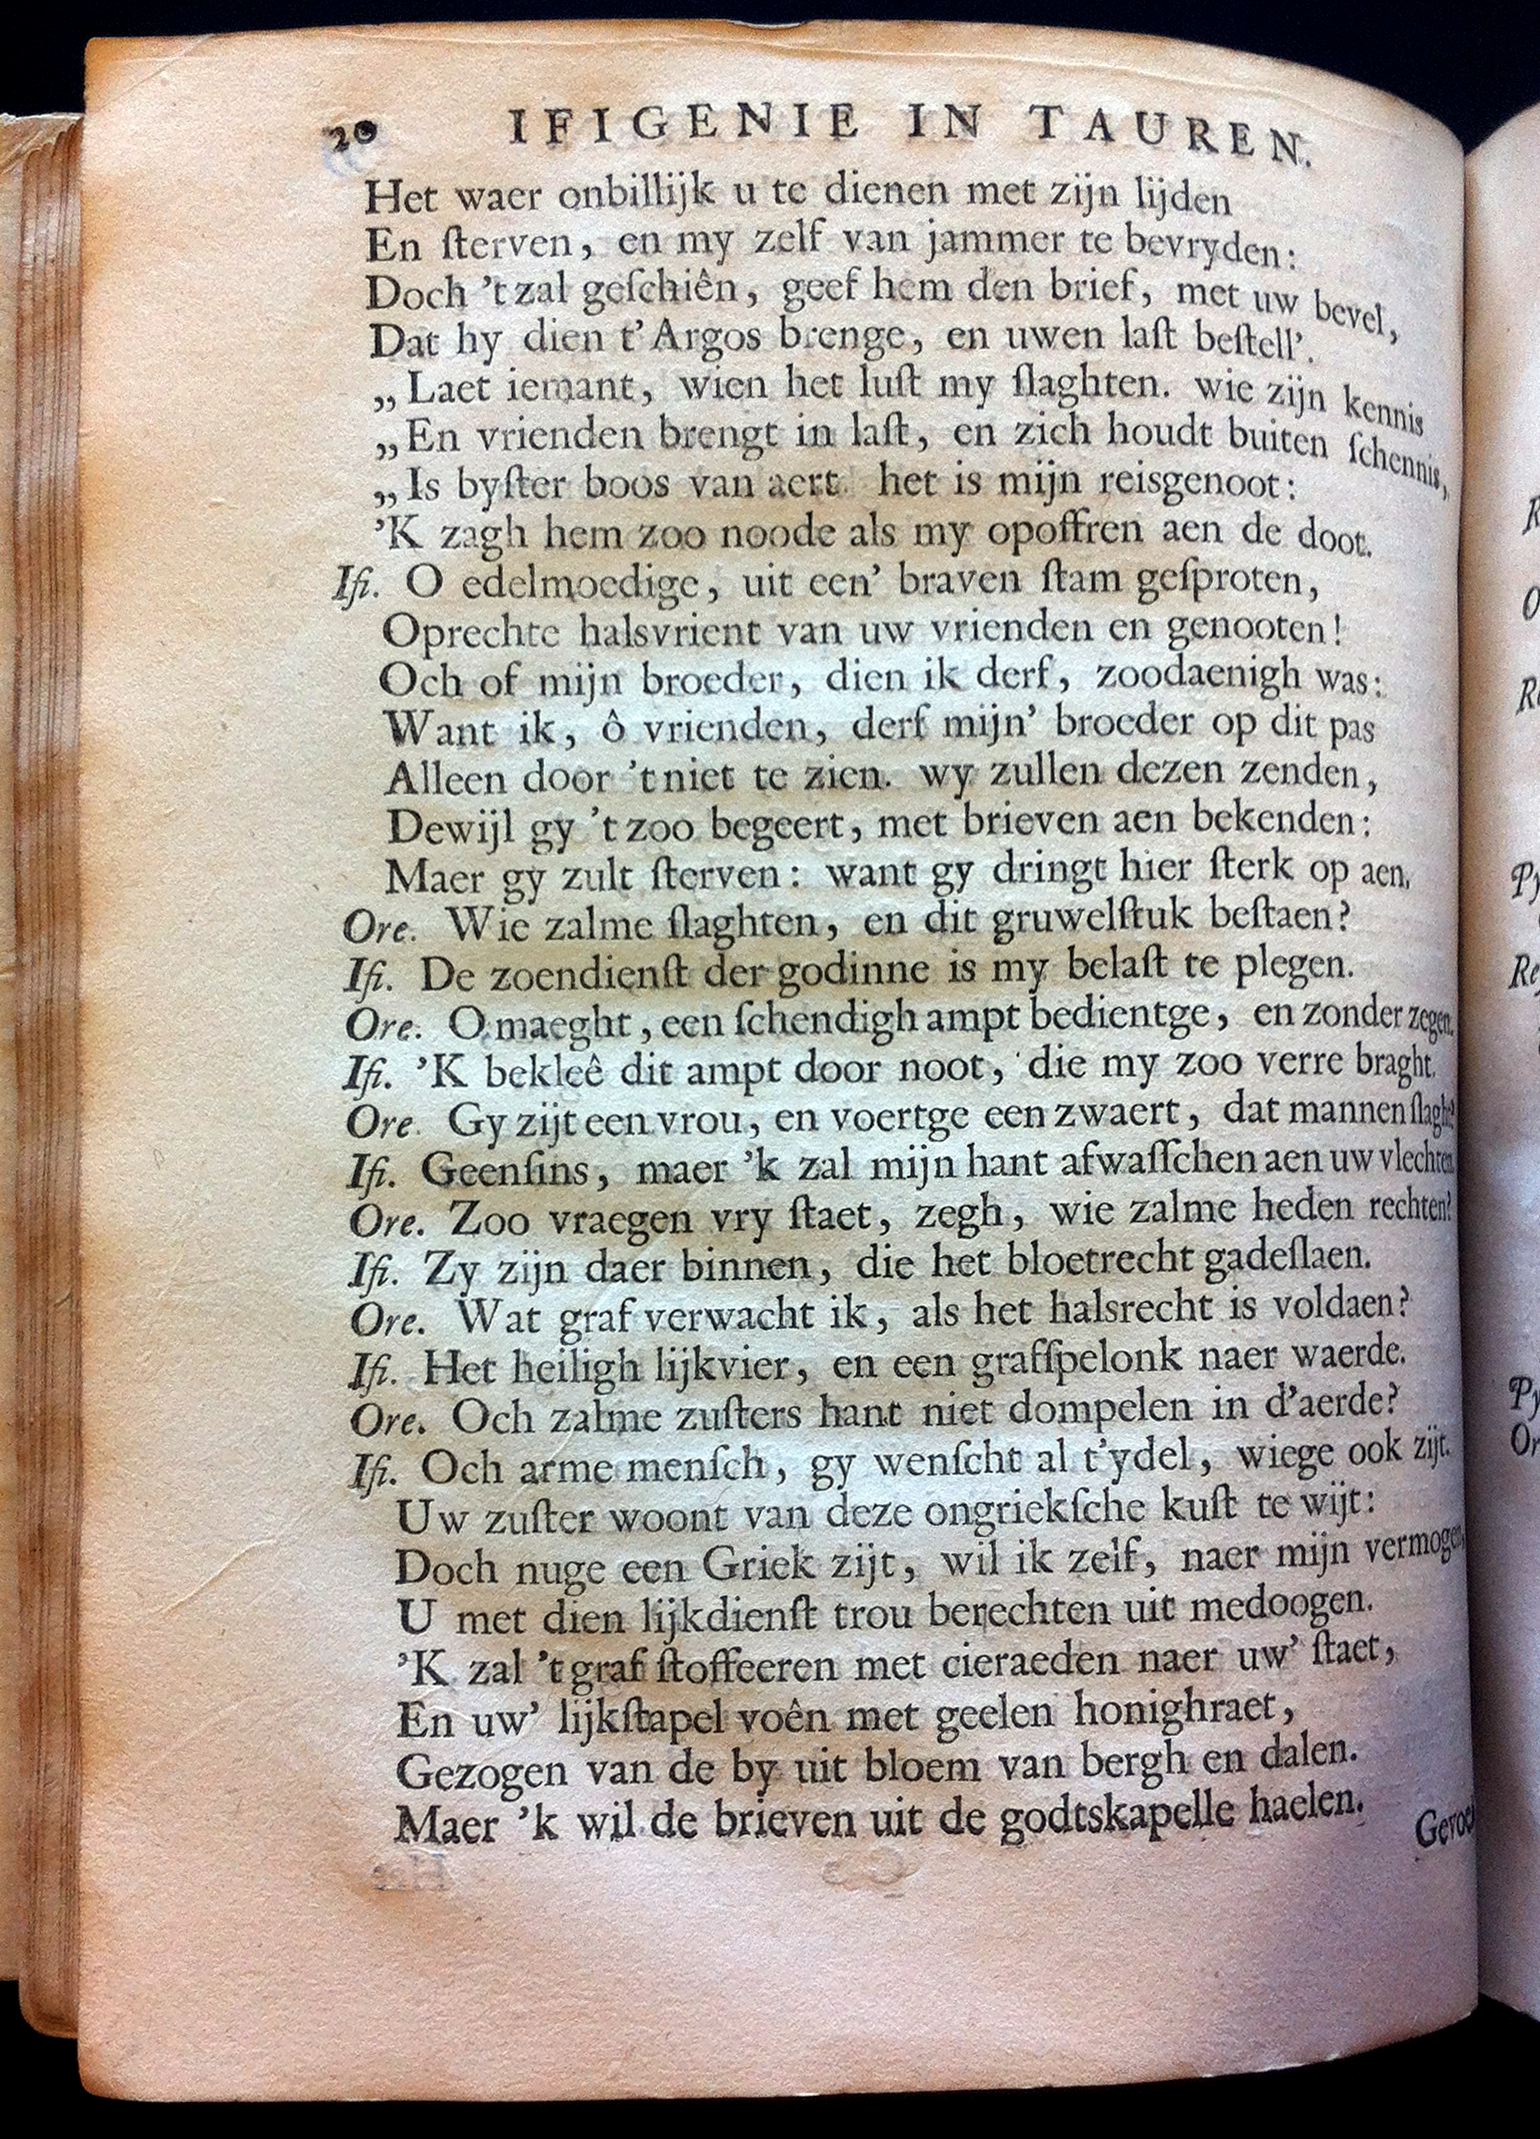 20 IFIGENIE IN TAUREN.
Het waer onbillijk u te dienen met zijn lijden
En ſterven, en my zelf van jammer te bevryden:
Doch 't zal geſchiên, geef hem den brief, met uw bevel,
Dat hy dien t' Argos brenge, en uwen laſt beſtell'.
„Laet iemant, wien het luſt my ſlaghten. wie zijn kennis
„En vrienden brengt in laſt, en zich houdt buiten ſchennis,
„Is byſter boos van aert. het is mijn reisgenoot:
'K zagh hem zoo noode als my opoffren aen de doot.
Ifi. O edelmoedige, uit een' braven ſtam geſproten,
Oprechte halsvrient van uw vrienden en genooten!
Och of mijn broeder, dien ik derf, zoodaenigh was:
Want ik, ô vrienden, derf mijn' broeder op dit pas
Alleen door 't niet te zien. wy zullen dezen zenden,
Dewijl gy 't zoo begeert, met brieven aen bekenden:
Maer gy zult ſterven: want gy dringt hier ſterk op aen.
Ore. Wie zalme ſlaghten, en dit gruwelſtuk beſtaen?
Ifi. De zoendienſt der godinne is my belaſt te plegen.
Ore. O maeght, een ſchendigh ampt bedientge, en zonder zegen.
Ifi. 'K bekleê dit ampt door noot, die my zoo verre braght.
Ore. Gy zijt een vrou, en voertge een zwaert, dat mannen ſlaght?
Ifi. Geenſins, maer 'k zal mijn hant afwaſſchen aen uw vlechten.
Ore. Zoo vraegen vry ſtaet, zegh, wie zalme heden rechten?
Ifi. Zy zijn daer binnen, die het bloetrecht gadeſlaen.
Ore. Wat graf verwacht ik, als het halsrecht is voldaen?
Ifi. Het heiligh lijkvier, en een grafſpelonk naer waerde.
Ore. Och zalme zuſters hant niet dompelen in d'aerde?
Ifi. Och arme menſch, gy wenſcht al t'ydel, wiege ook zijt.
Uw zuſter woont van deze ongriekſche kuſt te wijt:
Doch nuge een Griek zijt, wil ik zelf, naer mijn vermogen,
U met dien lijkdienſt trou berechten uit medoogen.
'K zal 't graf ſtoffeeren met cieraeden naer uw' ſtaet,
En uw' lijkſtapel voên met geelen honighraet,
Gezogen van de by uit bloem van bergh en dalen.
Maer 'k wil de brieven uit de godtskapelle haelen.